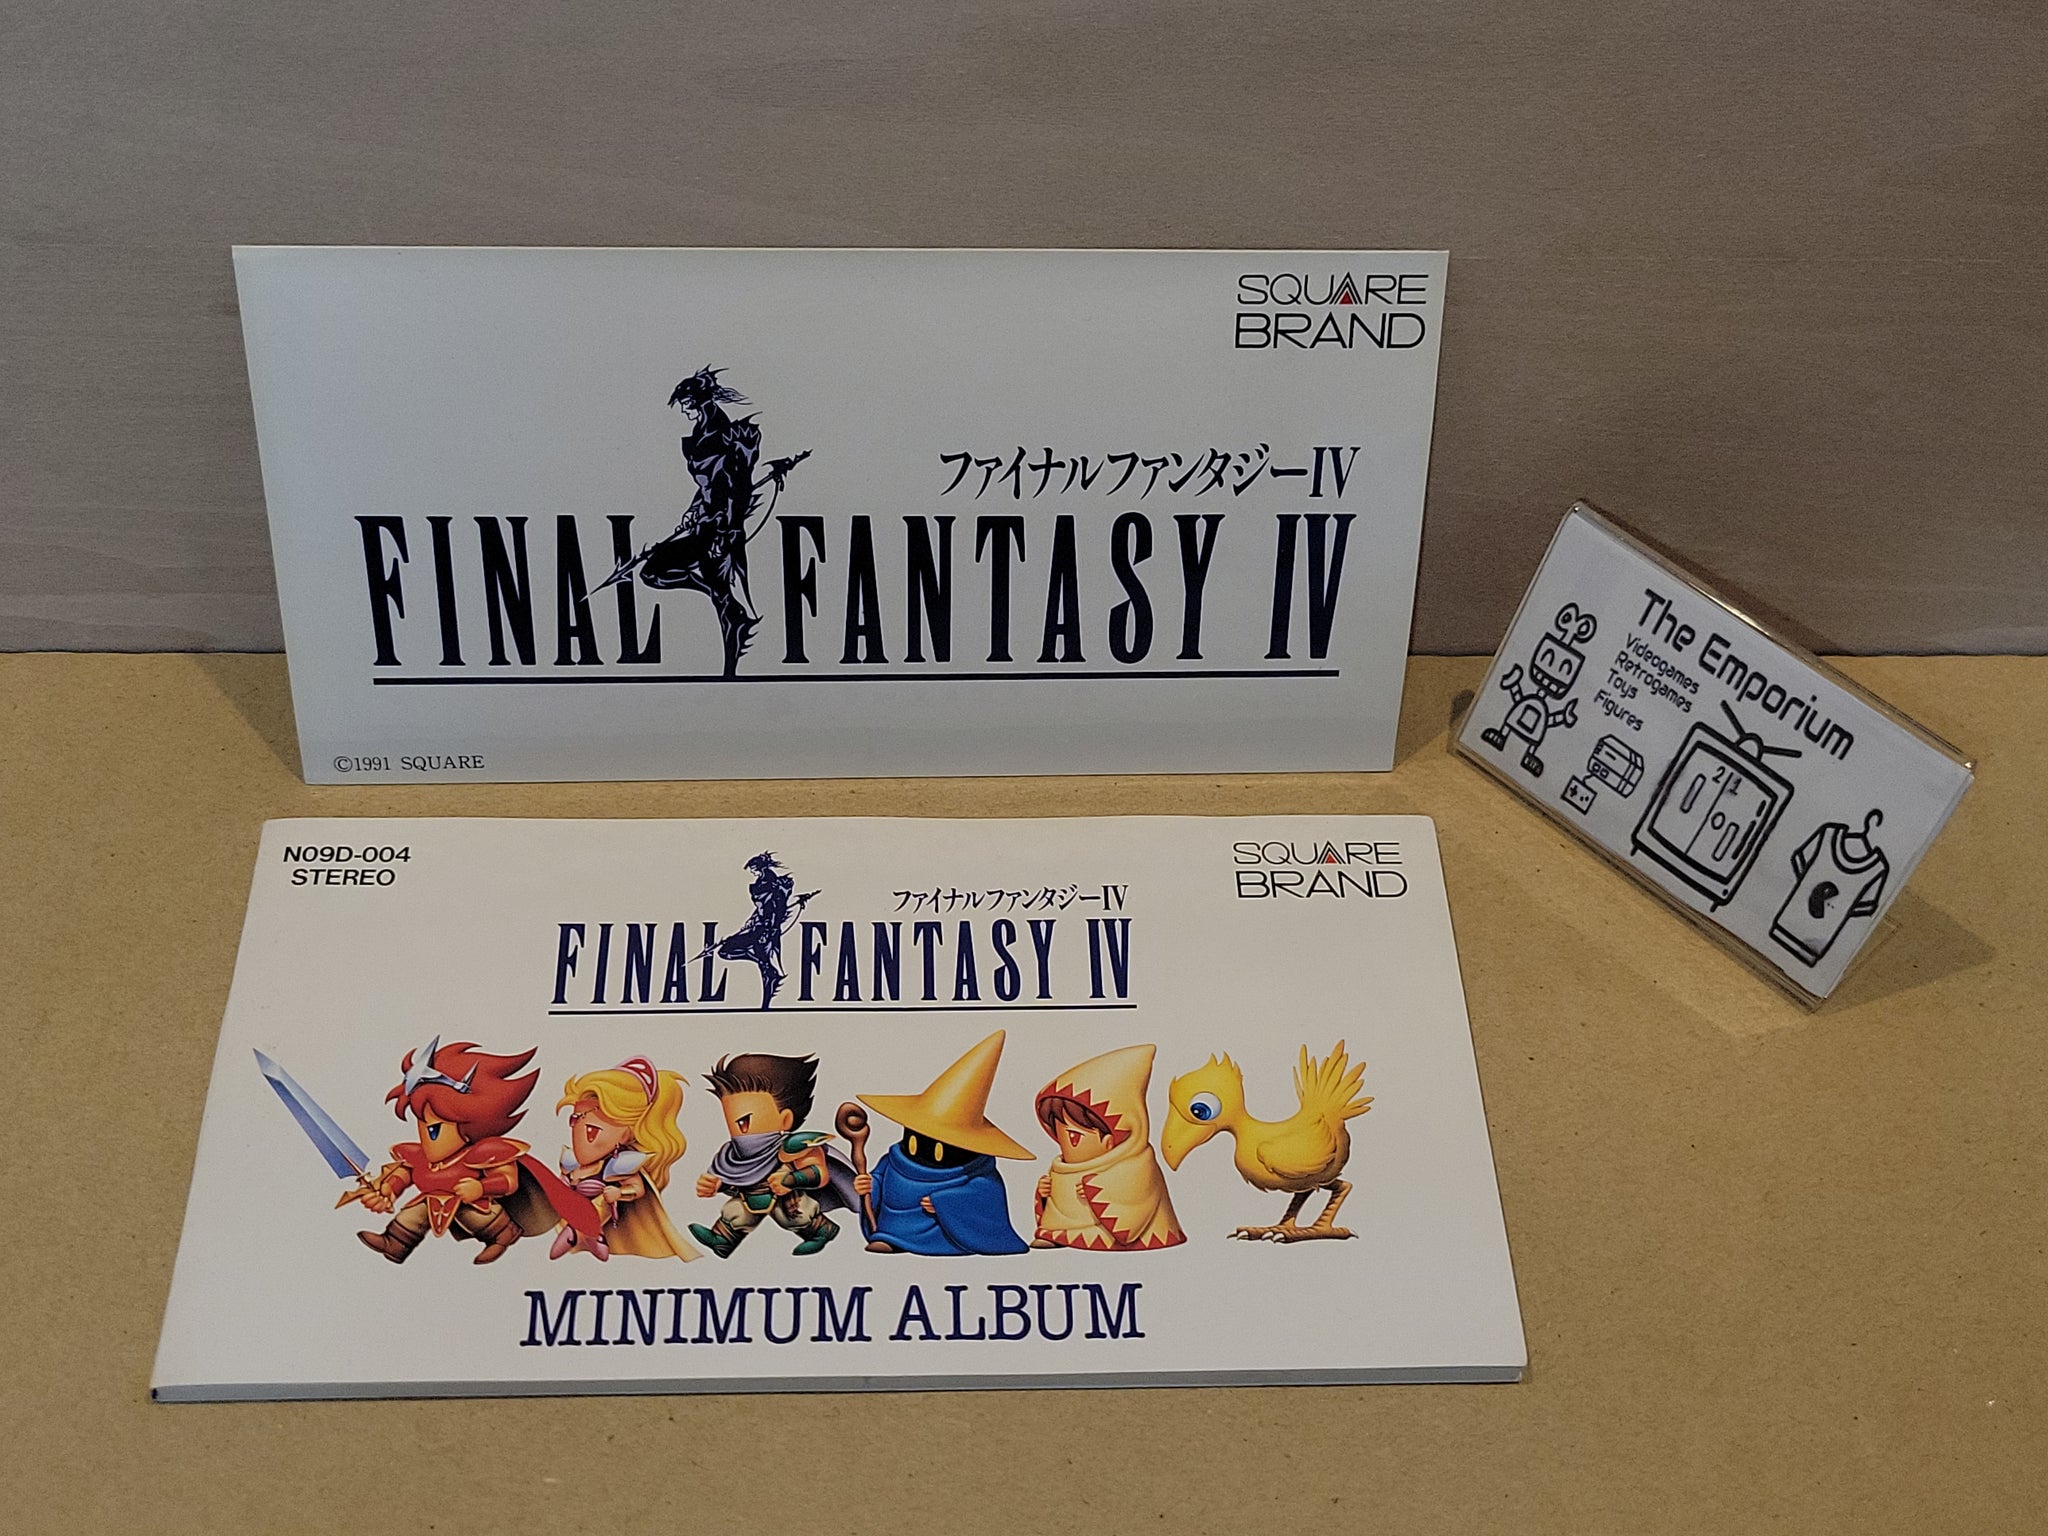 SQUARE
BRAND
ファイナルファンタジーIV
FINAL FANTASY IV
©1991 SQUARE
N09D-004
STEREO
SQUARE
BRAND
ファイナルファンタジーIV
FINAL FANTASY IV
MINIMUM ALBUM
The Emporium
Videogames
Retrogames
Toys
Figures
2 1